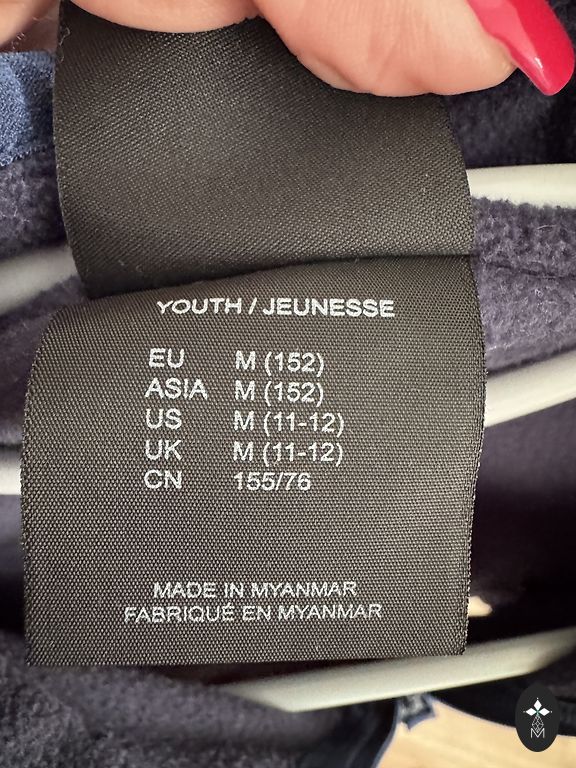 YOUTH / JEUNESSE
EU M (152)
ASIA M (152)
US M (11-12)
UK M (11-12)
CN 155/76
MADE IN MYANMAR
FABRIQUÉ EN MYANMAR
M